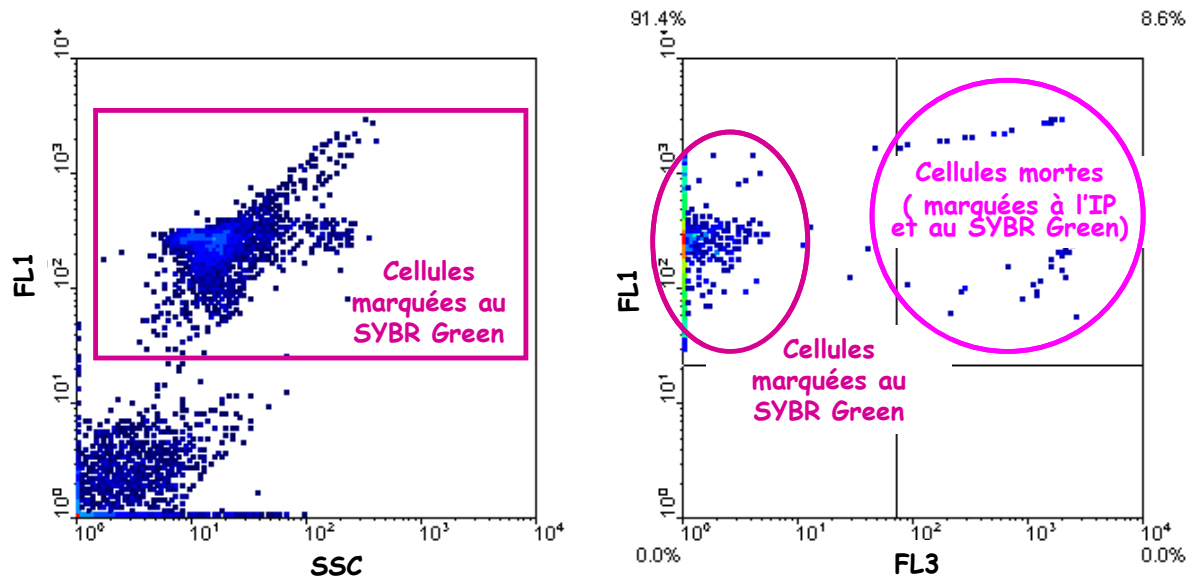 91.4%
8.6%
10⁴
10³
10²
10¹
10⁰
FL1
Cellules
marquées au
SYBR Green
10⁰
10¹
10²
10³
10⁴
SSC
10⁴
10³
10²
10¹
10⁰
FL1
Cellules mortes
( marquées à l'IP
et au SYBR Green)
Cellules
marquées au
SYBR Green
10⁰
10¹
10²
10³
10⁴
0.0%
FL3
0.0%